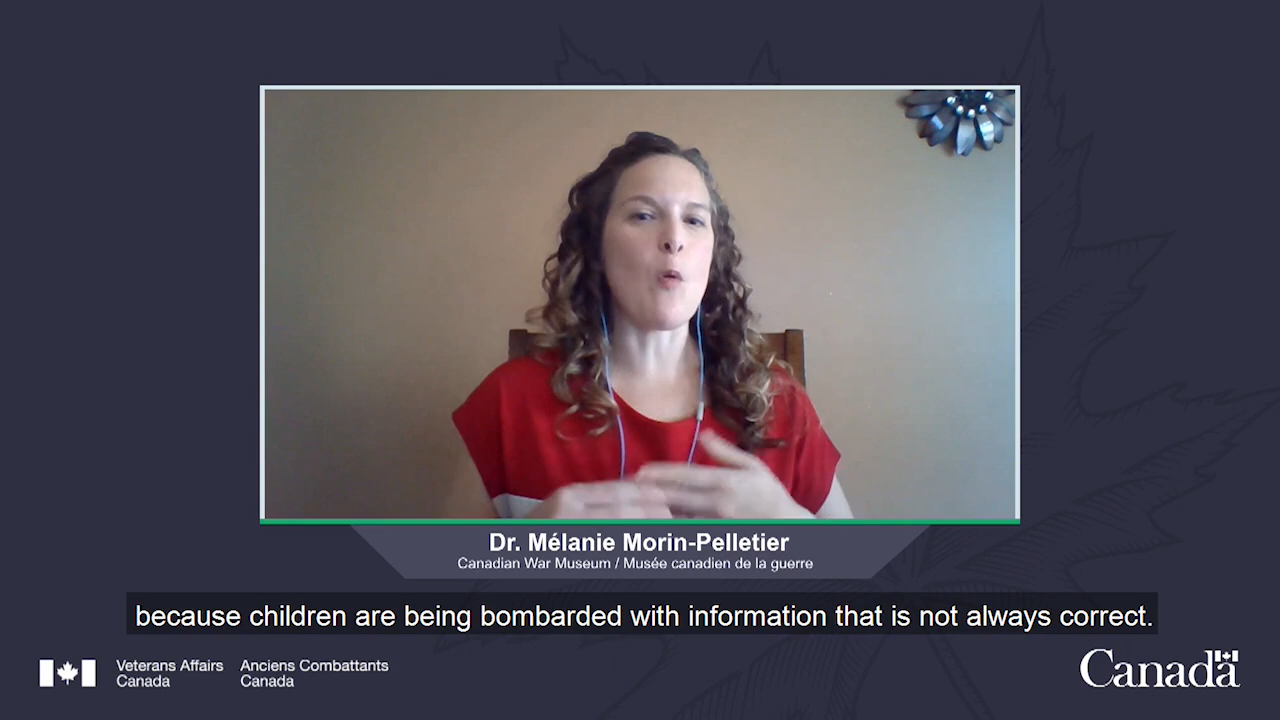 Dr. Mélanie Morin-Pelletier
Canadian War Museum / Musée canadien de la guerre
because children are being bombarded with information that is not always correct.
Veterans Affairs Canada
Anciens Combattants Canada
Canada